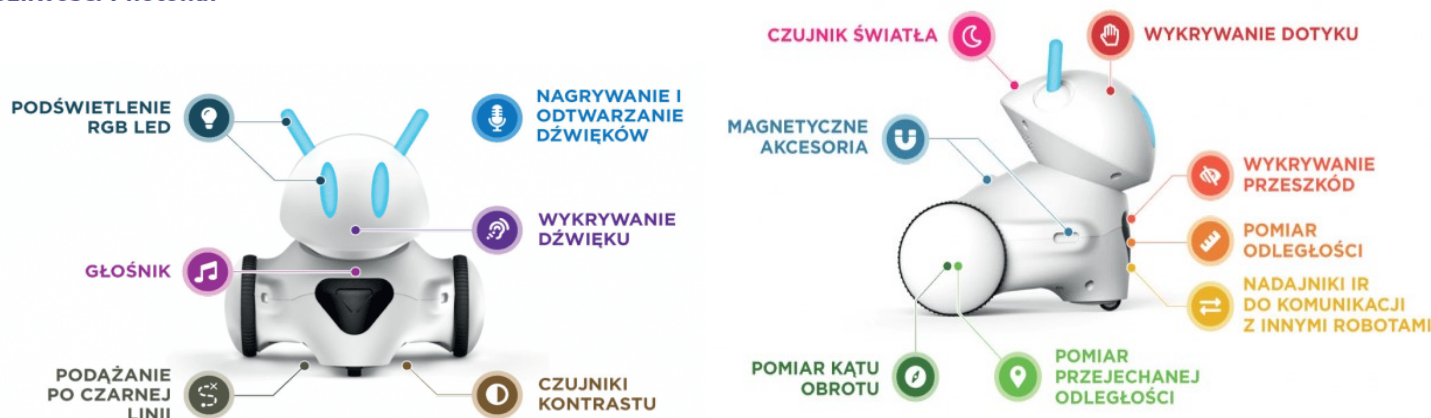 PODŚWIETLENIE
RGB LED
NAGRYWANIE I
ODTWARZANIE
DŹWIĘKÓW
WYKRYWANIE
DŹWIĘKU
GŁOŚNIK
PODĄŻANIE
PO CZARNEJ
LINII
CZUJNIKI
KONTRASTU
CZUJNIK ŚWIATŁA
WYKRYWANIE DOTYKU
MAGNETYCZNE
AKCESORIA
WYKRYWANIE
PRZESZKÓD
POMIAR
ODLEGŁOŚCI
NADAJNIKI IR
DO KOMUNIKACJI
Z INNYMI ROBOTAMI
POMIAR KĄTU
OBROTU
POMIAR
PRZEJECHANEJ
ODLEGŁOŚCI